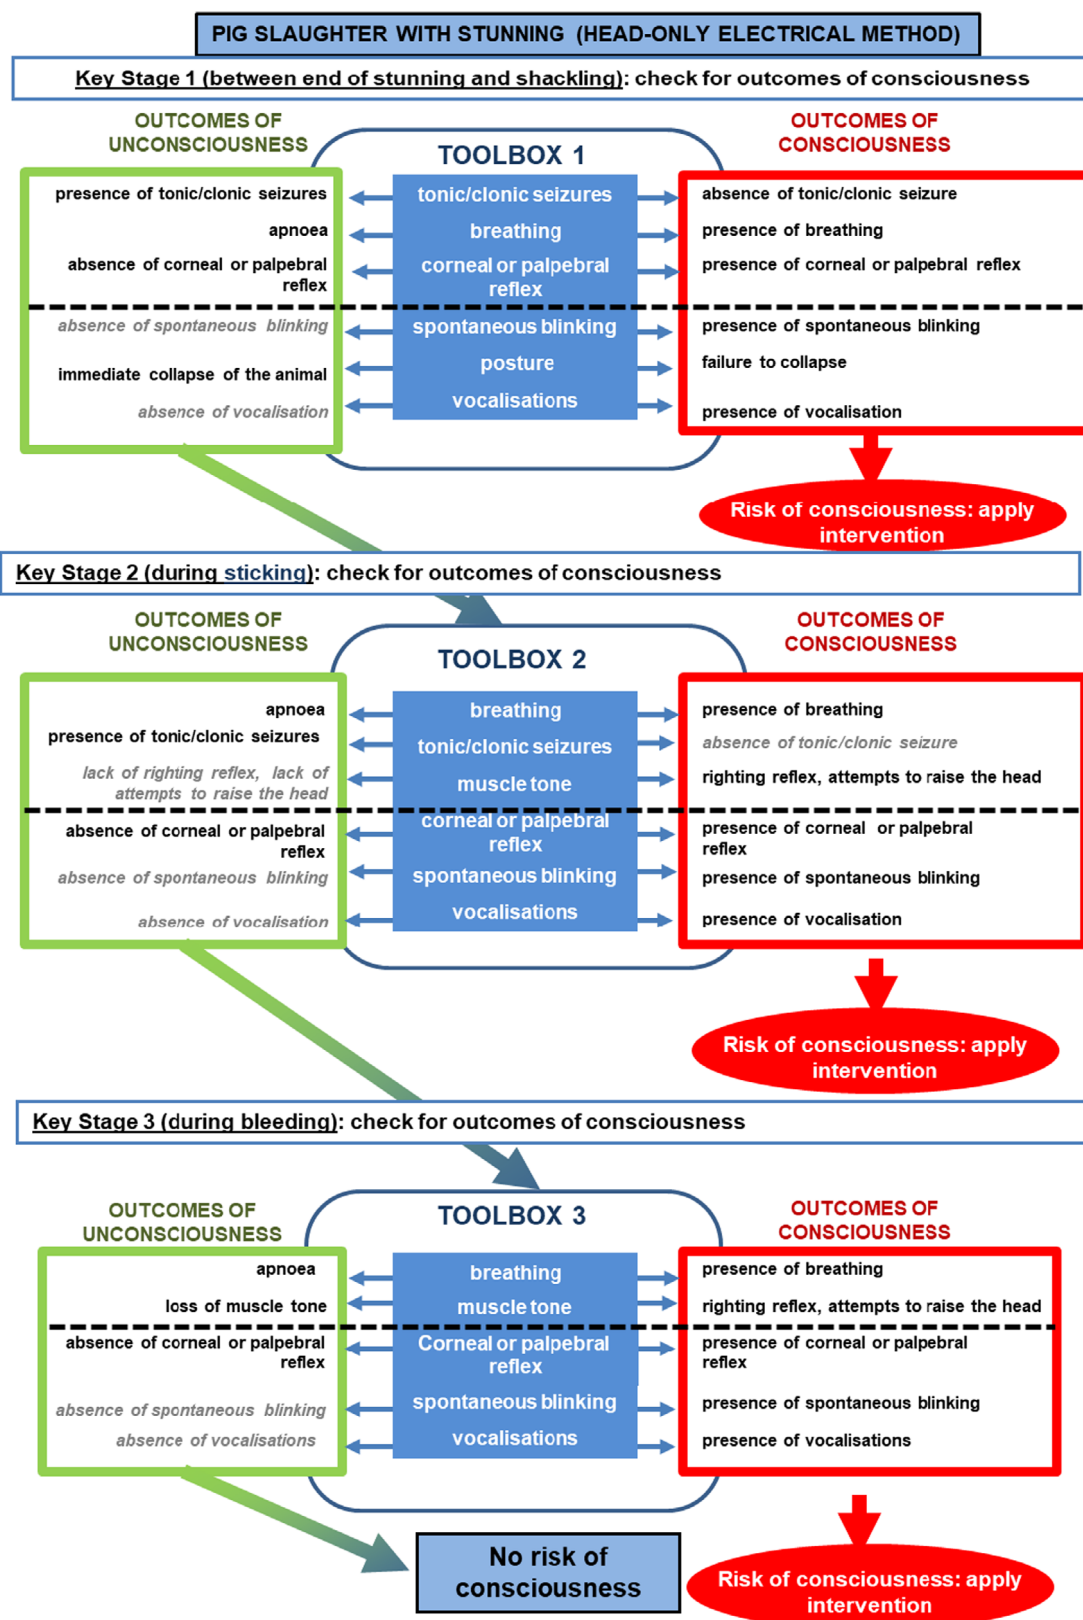 PIG SLAUGHTER WITH STUNNING (HEAD-ONLY ELECTRICAL METHOD)
Key Stage 1 (between end of stunning and shackling): check for outcomes of consciousness
OUTCOMES OF
UNCONSCIOUSNESS
TOOLBOX 1
OUTCOMES OF
CONSCIOUSNESS
presence of tonic/clonic seizures
tonic/clonic seizures
absence of tonic/clonic seizure
apnoea
breathing
presence of breathing
absence of corneal or palpebral
reflex
corneal or palpebral
reflex
presence of corneal or palpebral reflex
absence of spontaneous blinking
spontaneous blinking
presence of spontaneous blinking
immediate collapse of the animal
posture
failure to collapse
absence of vocalisation
vocalisations
presence of vocalisation
Risk of consciousness: apply
intervention
Key Stage 2 (during sticking): check for outcomes of consciousness
OUTCOMES OF
UNCONSCIOUSNESS
TOOLBOX 2
OUTCOMES OF
CONSCIOUSNESS
apnoea
breathing
presence of breathing
presence of tonic/clonic seizures
tonic/clonic seizures
absence of tonic/clonic seizure
lack of righting reflex, lack of
attempts to raise the head
muscle tone
righting reflex, attempts to raise the head
absence of corneal or palpebral
reflex
corneal or palpebral
reflex
presence of corneal or palpebral
reflex
absence of spontaneous blinking
spontaneous blinking
presence of spontaneous blinking
absence of vocalisation
vocalisations
presence of vocalisation
Risk of consciousness: apply
intervention
Key Stage 3 (during bleeding): check for outcomes of consciousness
OUTCOMES OF
UNCONSCIOUSNESS
TOOLBOX 3
OUTCOMES OF
CONSCIOUSNESS
apnoea
breathing
presence of breathing
loss of muscle tone
muscle tone
righting reflex, attempts to raise the head
absence of corneal or palpebral
reflex
Corneal or palpebral
reflex
presence of corneal or palpebral
reflex
absence of spontaneous blinking
spontaneous blinking
presence of spontaneous blinking
absence of vocalisations
vocalisations
presence of vocalisations
No risk of
consciousness
Risk of consciousness: apply
intervention